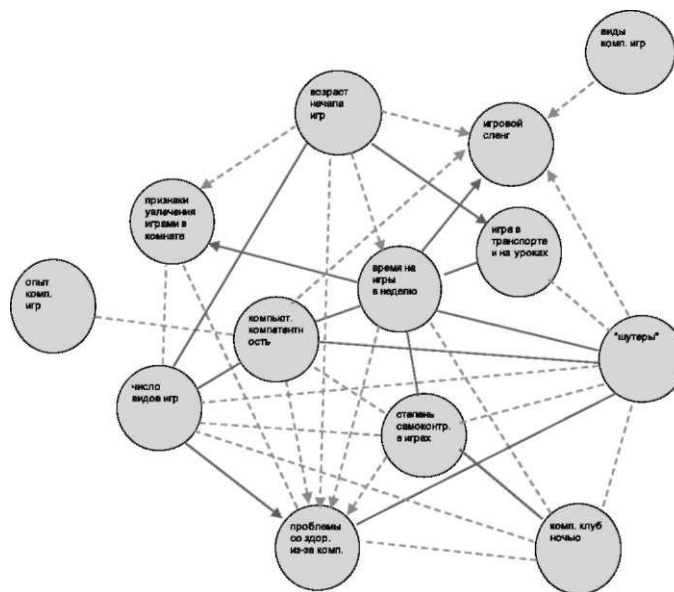 виды
комп. игр
возраст
начала
игр
игровой
сленг
признаки
увлечения
играми в
комнате
игра в
транспорте
и на уроках
опыт
комп.
игр
время на
игры
в неделю
компьют.
компетентн
ость
"шутеры"
число
видов игр
степень
самоконтр.
в играх
проблемы
со здор.
из-за комп.
комп. клуб
ночью